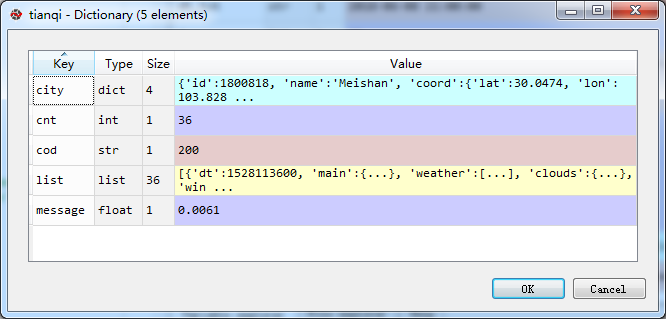 tianqi - Dictionary (5 elements)
Key Type Size Value
city dict 4 {'id':1800818, 'name':'Meishan', 'coord':{'lat':30.0474, 'lon':
103.828 ...
cnt int 1 36
cod str 1 200
list list 36 [{'dt':1528113600, 'main':{...}, 'weather':[...], 'clouds':{...},
'win ...
message float 1 0.0061
OK Cancel